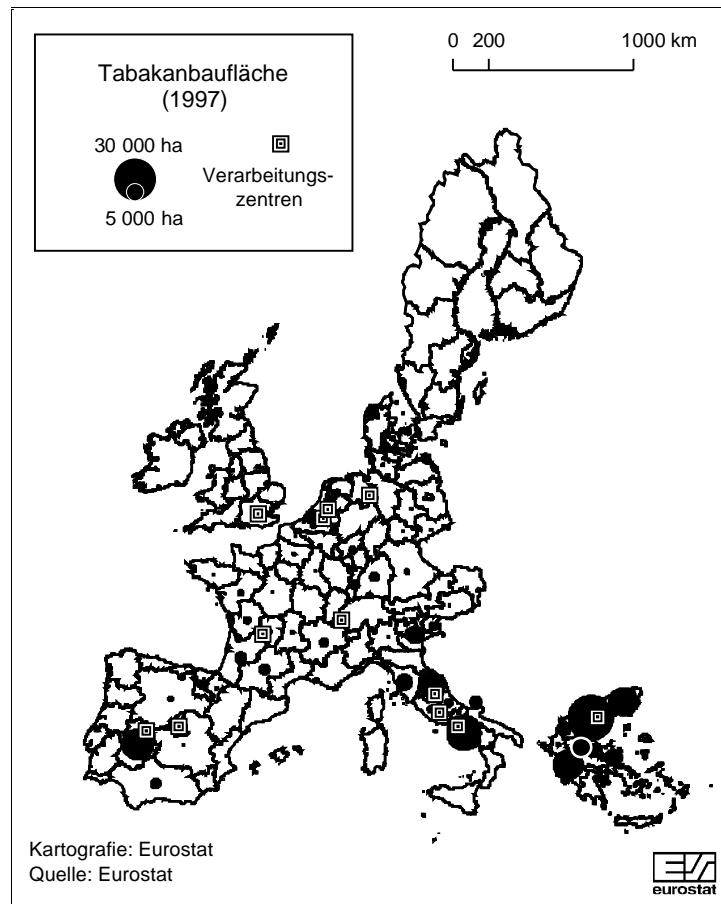 Tabakanbaufläche
(1997)
30 000 ha
5 000 ha
Verarbeitungs-
zentren
0 200 1000 km
Kartografie: Eurostat
Quelle: Eurostat
eurostat